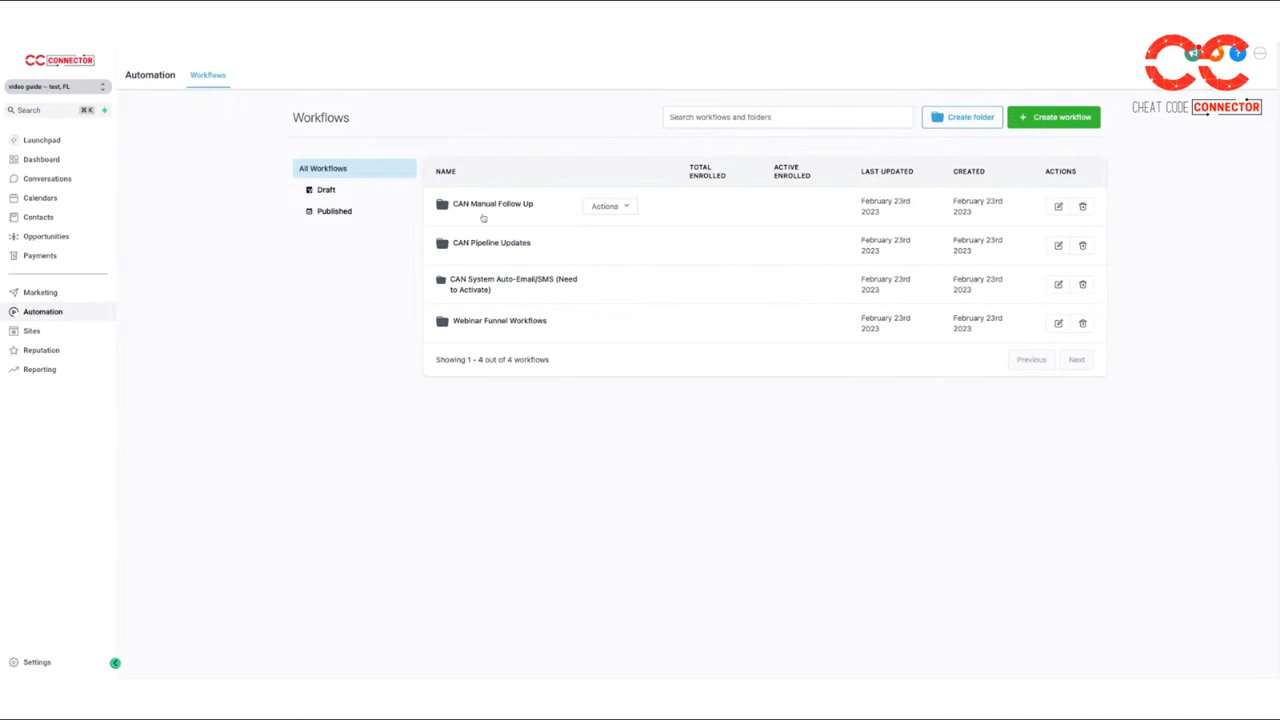 CC CONNECTOR
video guide -- test, FL
Search ⌘K +
Launchpad
Dashboard
Conversations
Calendars
Contacts
Opportunities
Payments
Marketing
Automation
Sites
Reputation
Reporting
Settings
Automation Workflows
CC
CHEAT CODE CONNECTOR
Workflows
Search workflows and folders
Create folder
+ Create workflow
All Workflows
Draft
Published
NAME
TOTAL
ENROLLED
ACTIVE
ENROLLED
LAST UPDATED
CREATED
ACTIONS
CAN Manual Follow Up
Actions
February 23rd
2023
February 23rd
2023
CAN Pipeline Updates
February 23rd
2023
February 23rd
2023
CAN System Auto-Email/SMS (Need
to Activate)
February 23rd
2023
February 23rd
2023
Webinar Funnel Workflows
February 23rd
2023
February 23rd
2023
Showing 1 - 4 out of 4 workflows
Previous
Next